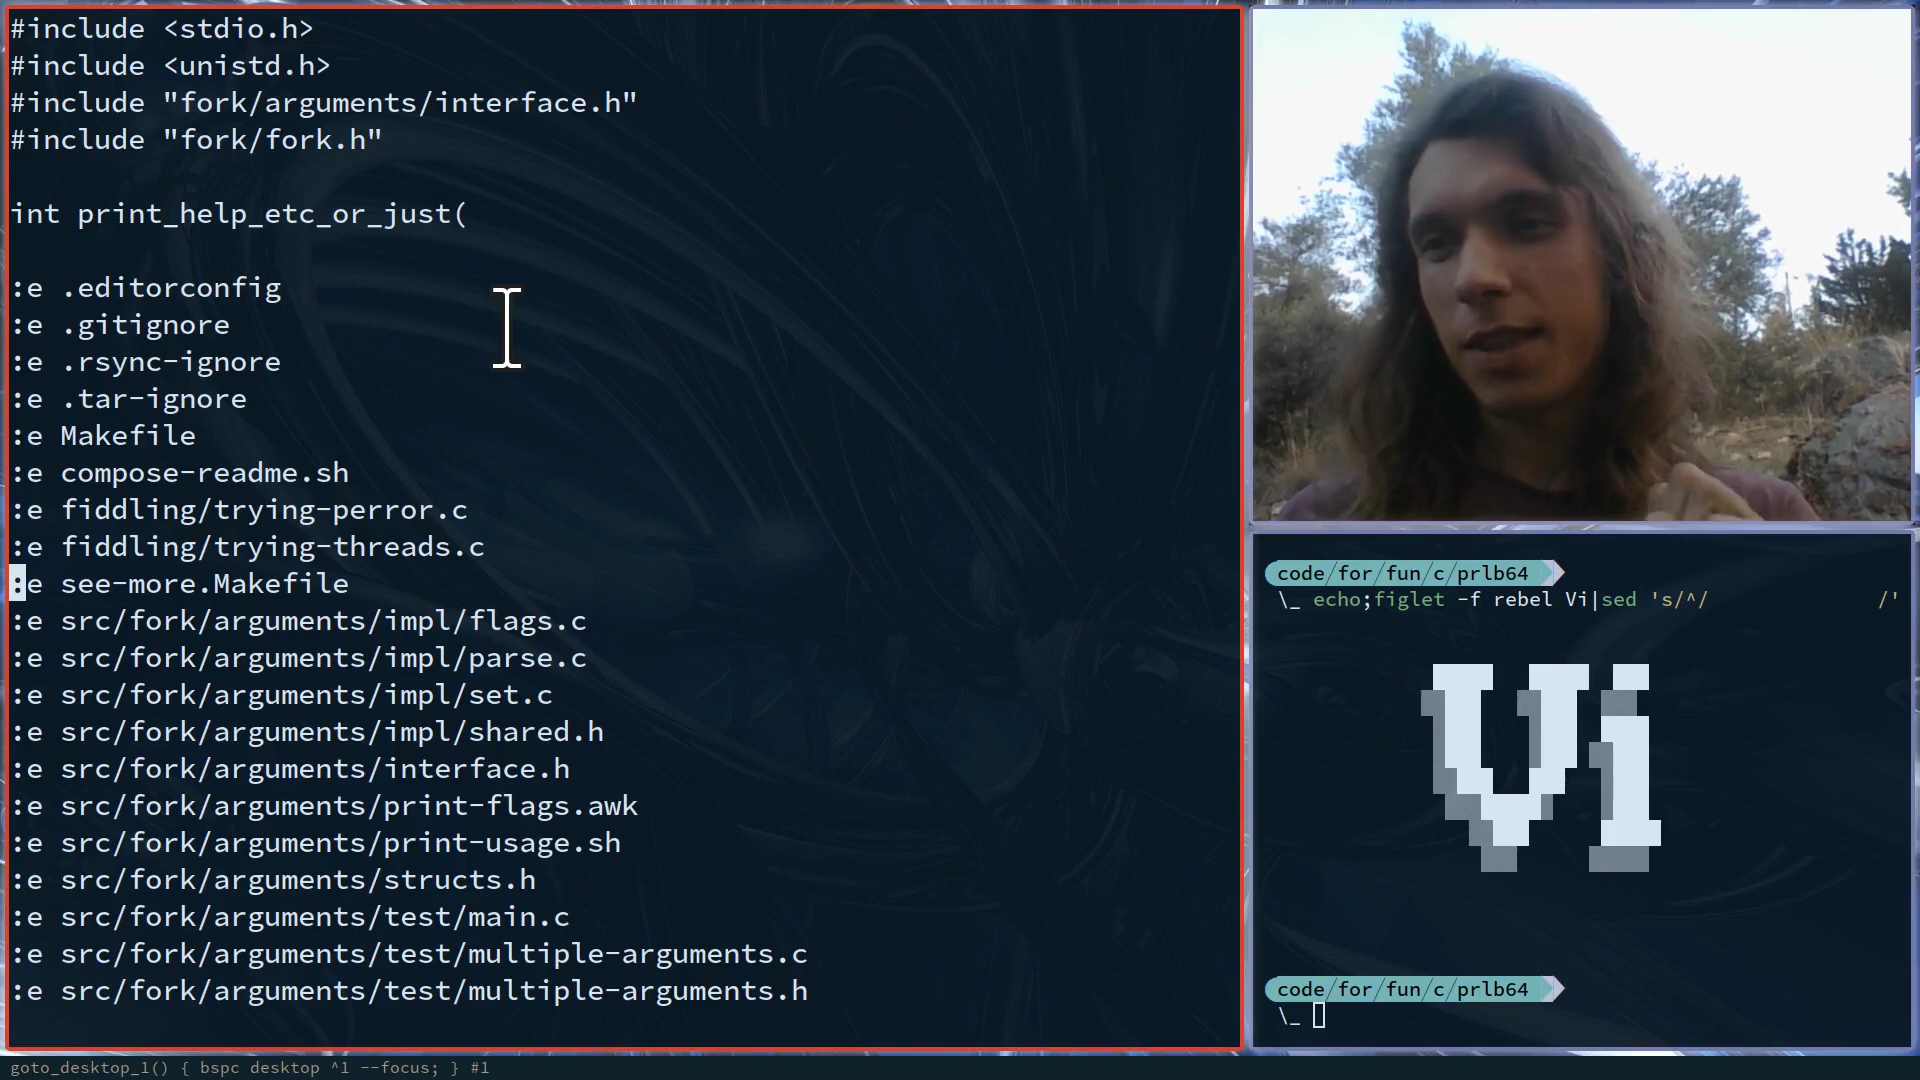 #include <stdio.h>
#include <unistd.h>
#include "fork/arguments/interface.h"
#include "fork/fork.h"
int print_help_etc_or_just(
:e .editorconfig
:e .gitignore
:e .rsync-ignore
:e .tar-ignore
:e Makefile
:e compose-readme.sh
:e fiddling/trying-perror.c
:e fiddling/trying-threads.c
:e see-more.Makefile
:e src/fork/arguments/impl/flags.c
:e src/fork/arguments/impl/parse.c
:e src/fork/arguments/impl/set.c
:e src/fork/arguments/impl/shared.h
:e src/fork/arguments/interface.h
:e src/fork/arguments/print-flags.awk
:e src/fork/arguments/print-usage.sh
:e src/fork/arguments/structs.h
:e src/fork/arguments/test/main.c
:e src/fork/arguments/test/multiple-arguments.c
:e src/fork/arguments/test/multiple-arguments.h
code/for/fun/c/prlb64
\_ echo;figlet -f rebel Vi|sed 's/^/              /'
Vi
code/for/fun/c/prlb64
\_
goto_desktop_1() { bspc desktop ^1 --focus; } #1